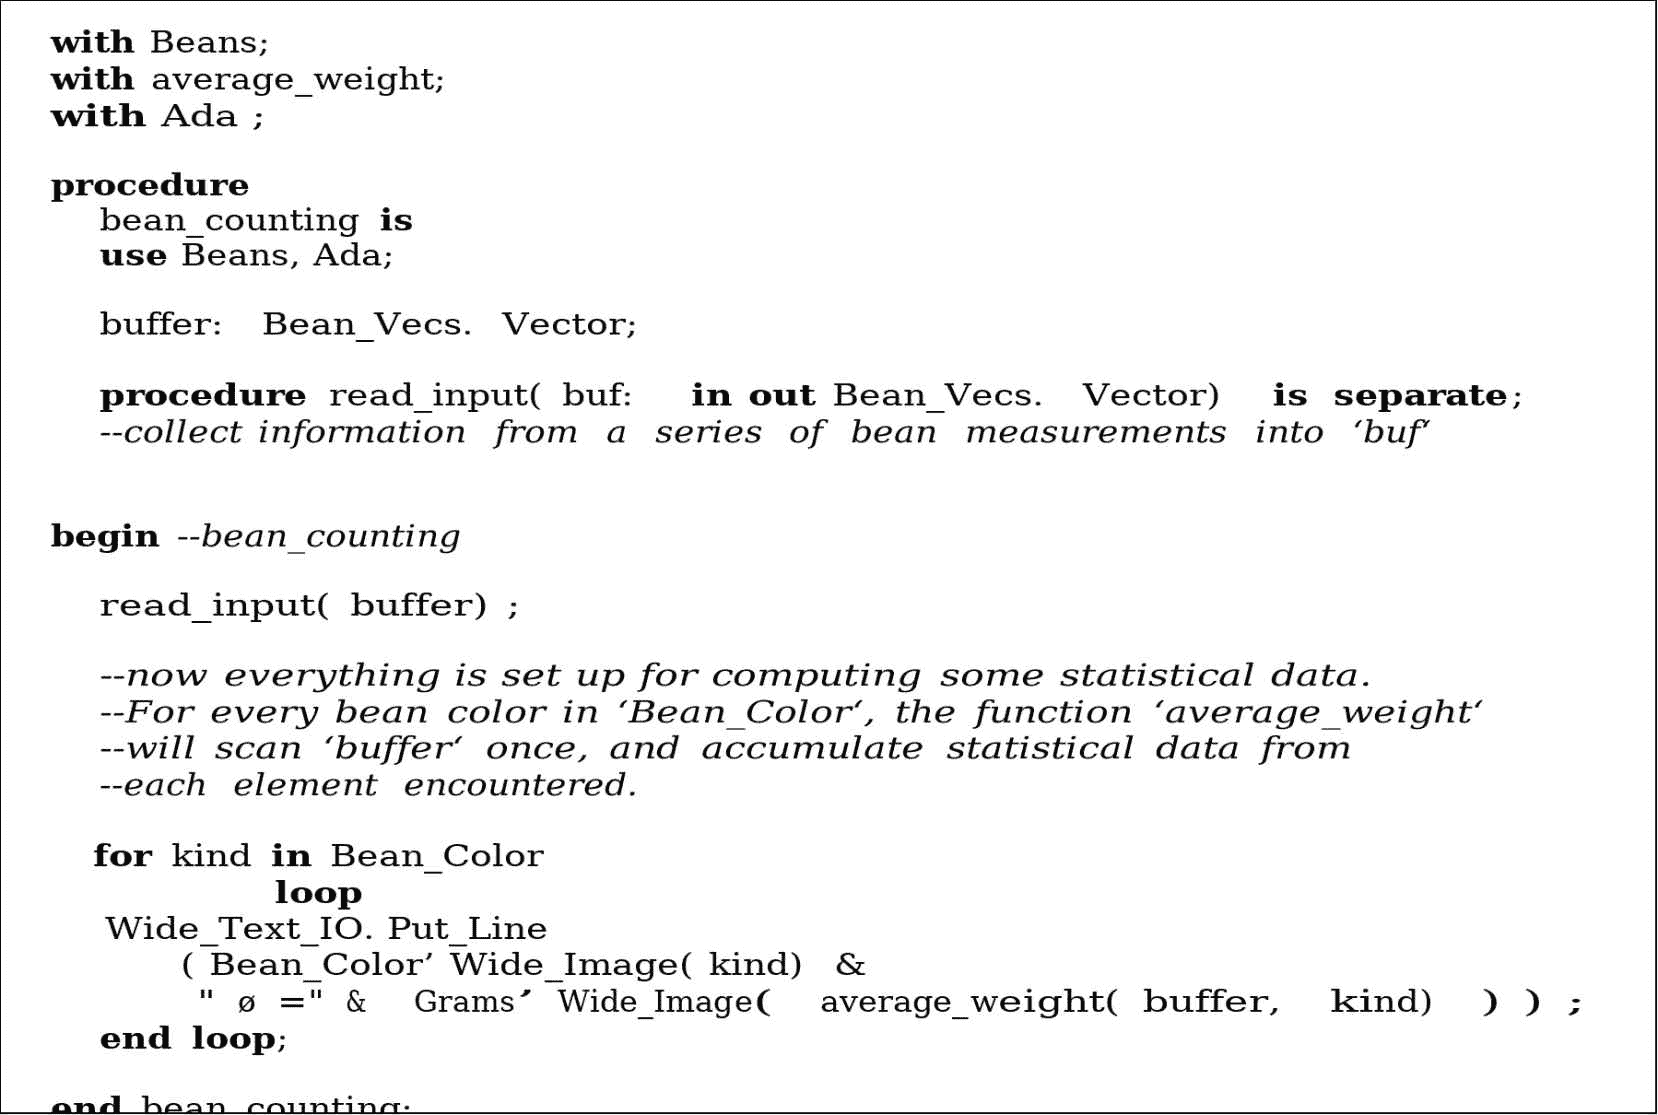 with Beans;
with average_weight;
with Ada ;
procedure
bean_counting is
use Beans, Ada;
buffer: Bean_Vecs. Vector;
procedure read_input( buf: in out Bean_Vecs. Vector) is separate;
--collect information from a series of bean measurements into ‘buf‘
begin --bean_counting
read_input( buffer) ;
--now everything is set up for computing some statistical data.
--For every bean color in ‘Bean_Color‘, the function ‘average_weight‘
--will scan ‘buffer‘ once, and accumulate statistical data from
--each element encountered.
for kind in Bean_Color
loop
Wide_Text_IO. Put_Line
( Bean_Color’ Wide_Image( kind) &
" ø =" & Grams’ Wide_Image( average_weight( buffer, kind) ) ) ;
end loop;
end bean_counting;